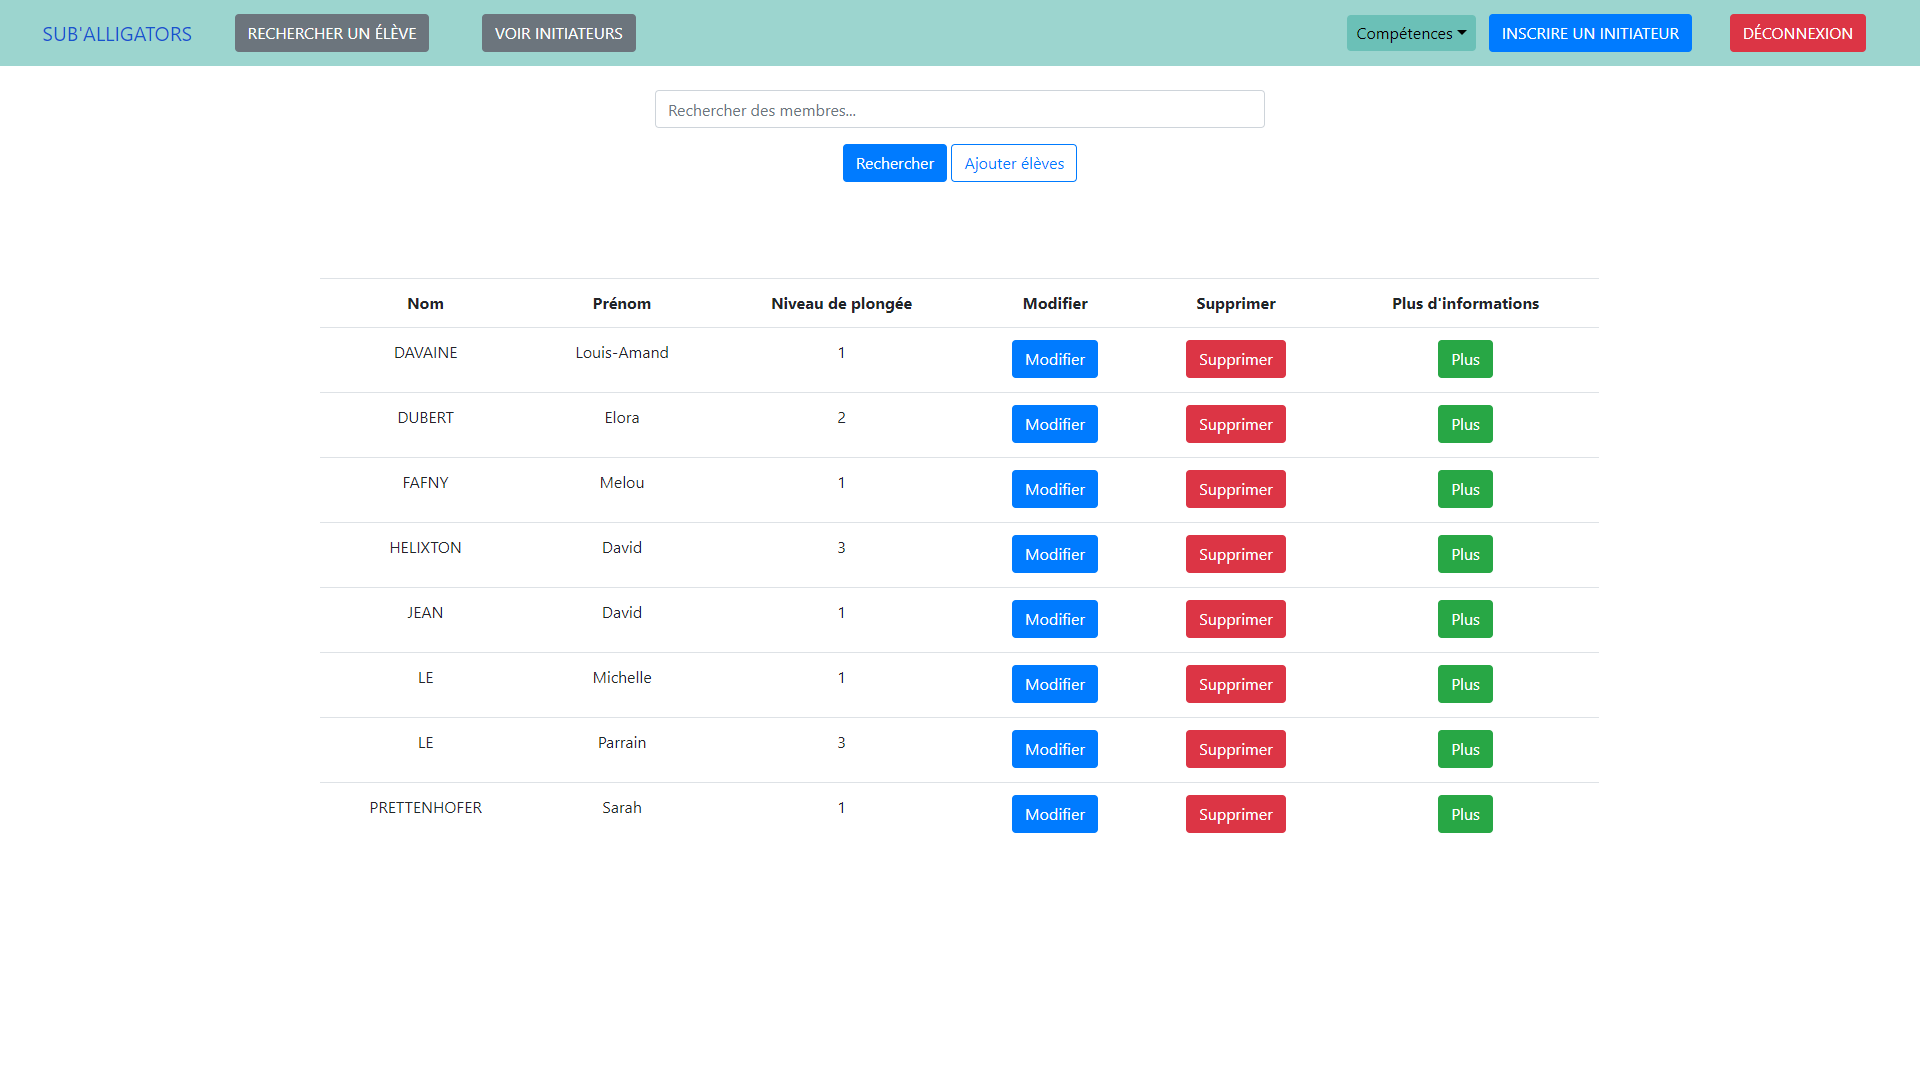 SUB'ALLIGATORS RECHERCHER UN ÉLÈVE VOIR INITIATEURS Compétences INSCRIRE UN INITIATEUR DÉCONNEXION
Rechercher des membres...
Rechercher Ajouter élèves
Nom Prénom Niveau de plongée Modifier Supprimer Plus d'informations
DAVAINE Louis-Amand 1 Modifier Supprimer Plus
DUBERT Elora 2 Modifier Supprimer Plus
FAFNY Melou 1 Modifier Supprimer Plus
HELIXTON David 3 Modifier Supprimer Plus
JEAN David 1 Modifier Supprimer Plus
LE Michelle 1 Modifier Supprimer Plus
LE Parrain 3 Modifier Supprimer Plus
PRETTENHOFER Sarah 1 Modifier Supprimer Plus